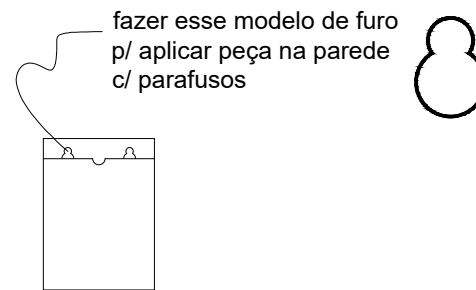 fazer esse modelo de furo
p/ aplicar peça na parede
c/ parafusos